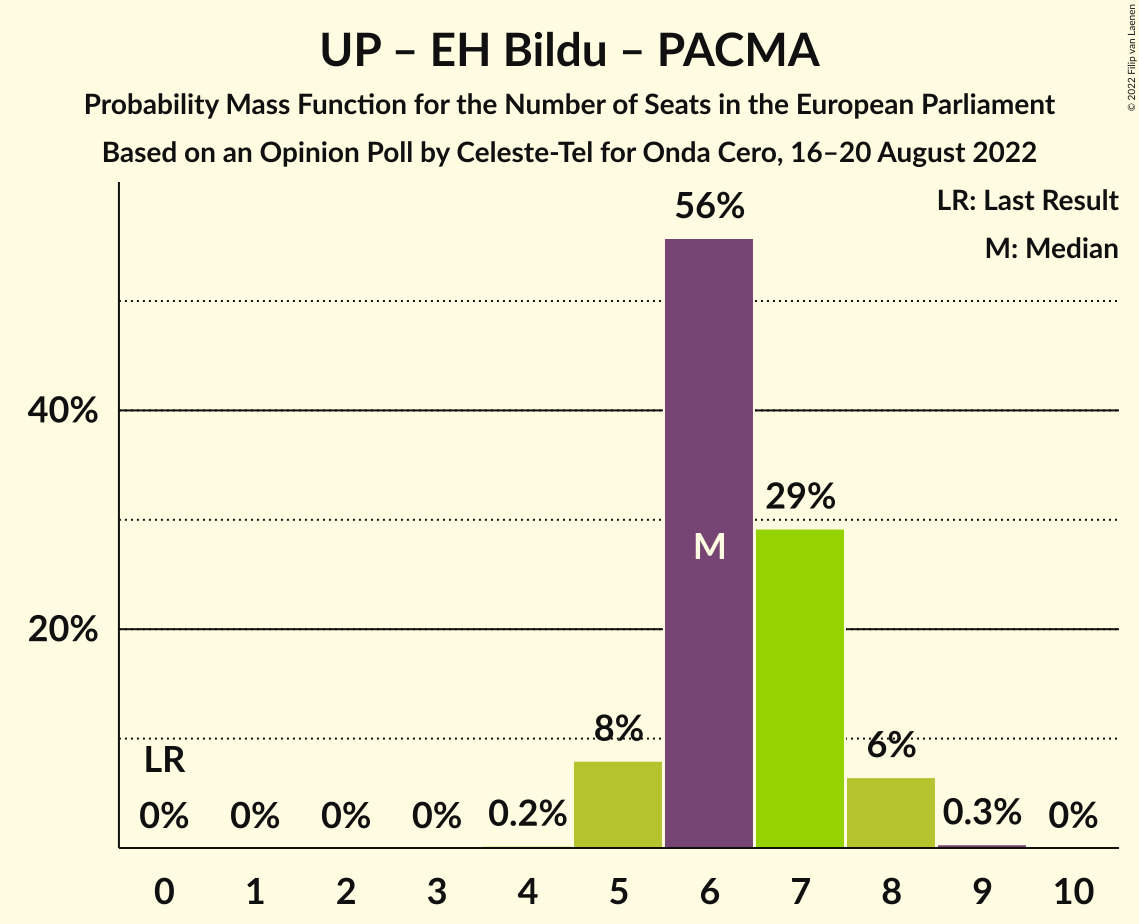 UP – EH Bildu – PACMA
Probability Mass Function for the Number of Seats in the European Parliament
Based on an Opinion Poll by Celeste-Tel for Onda Cero, 16–20 August 2022
© 2022 Filip van Laenen
LR: Last Result
M: Median
56%
40%
29%
M
20%
8%
6%
LR
0% 0% 0% 0% 0.2% 0.3% 0%
0 1 2 3 4 5 6 7 8 9 10